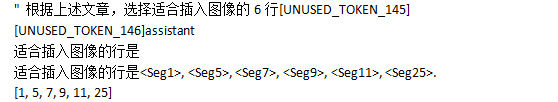 " 根据上述文章，选择适合插入图像的 6 行[UNUSED_TOKEN_145]
[UNUSED_TOKEN_146]assistant
适合插入图像的行是
适合插入图像的行是<Seg1>, <Seg5>, <Seg7>, <Seg9>, <Seg11>, <Seg25>.
[1, 5, 7, 9, 11, 25]